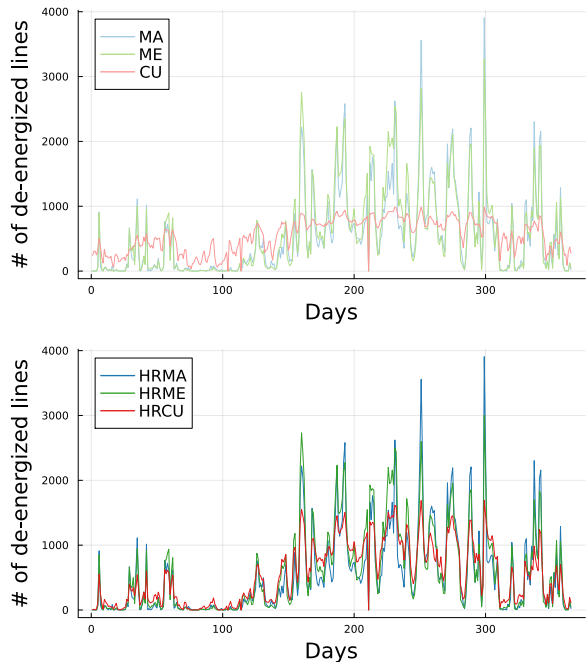 # of de-energized lines
4000
3000
2000
1000
0
MA
ME
CU
0
100
200
300
Days
# of de-energized lines
4000
3000
2000
1000
0
HRMA
HRME
HRCU
0
100
200
300
Days